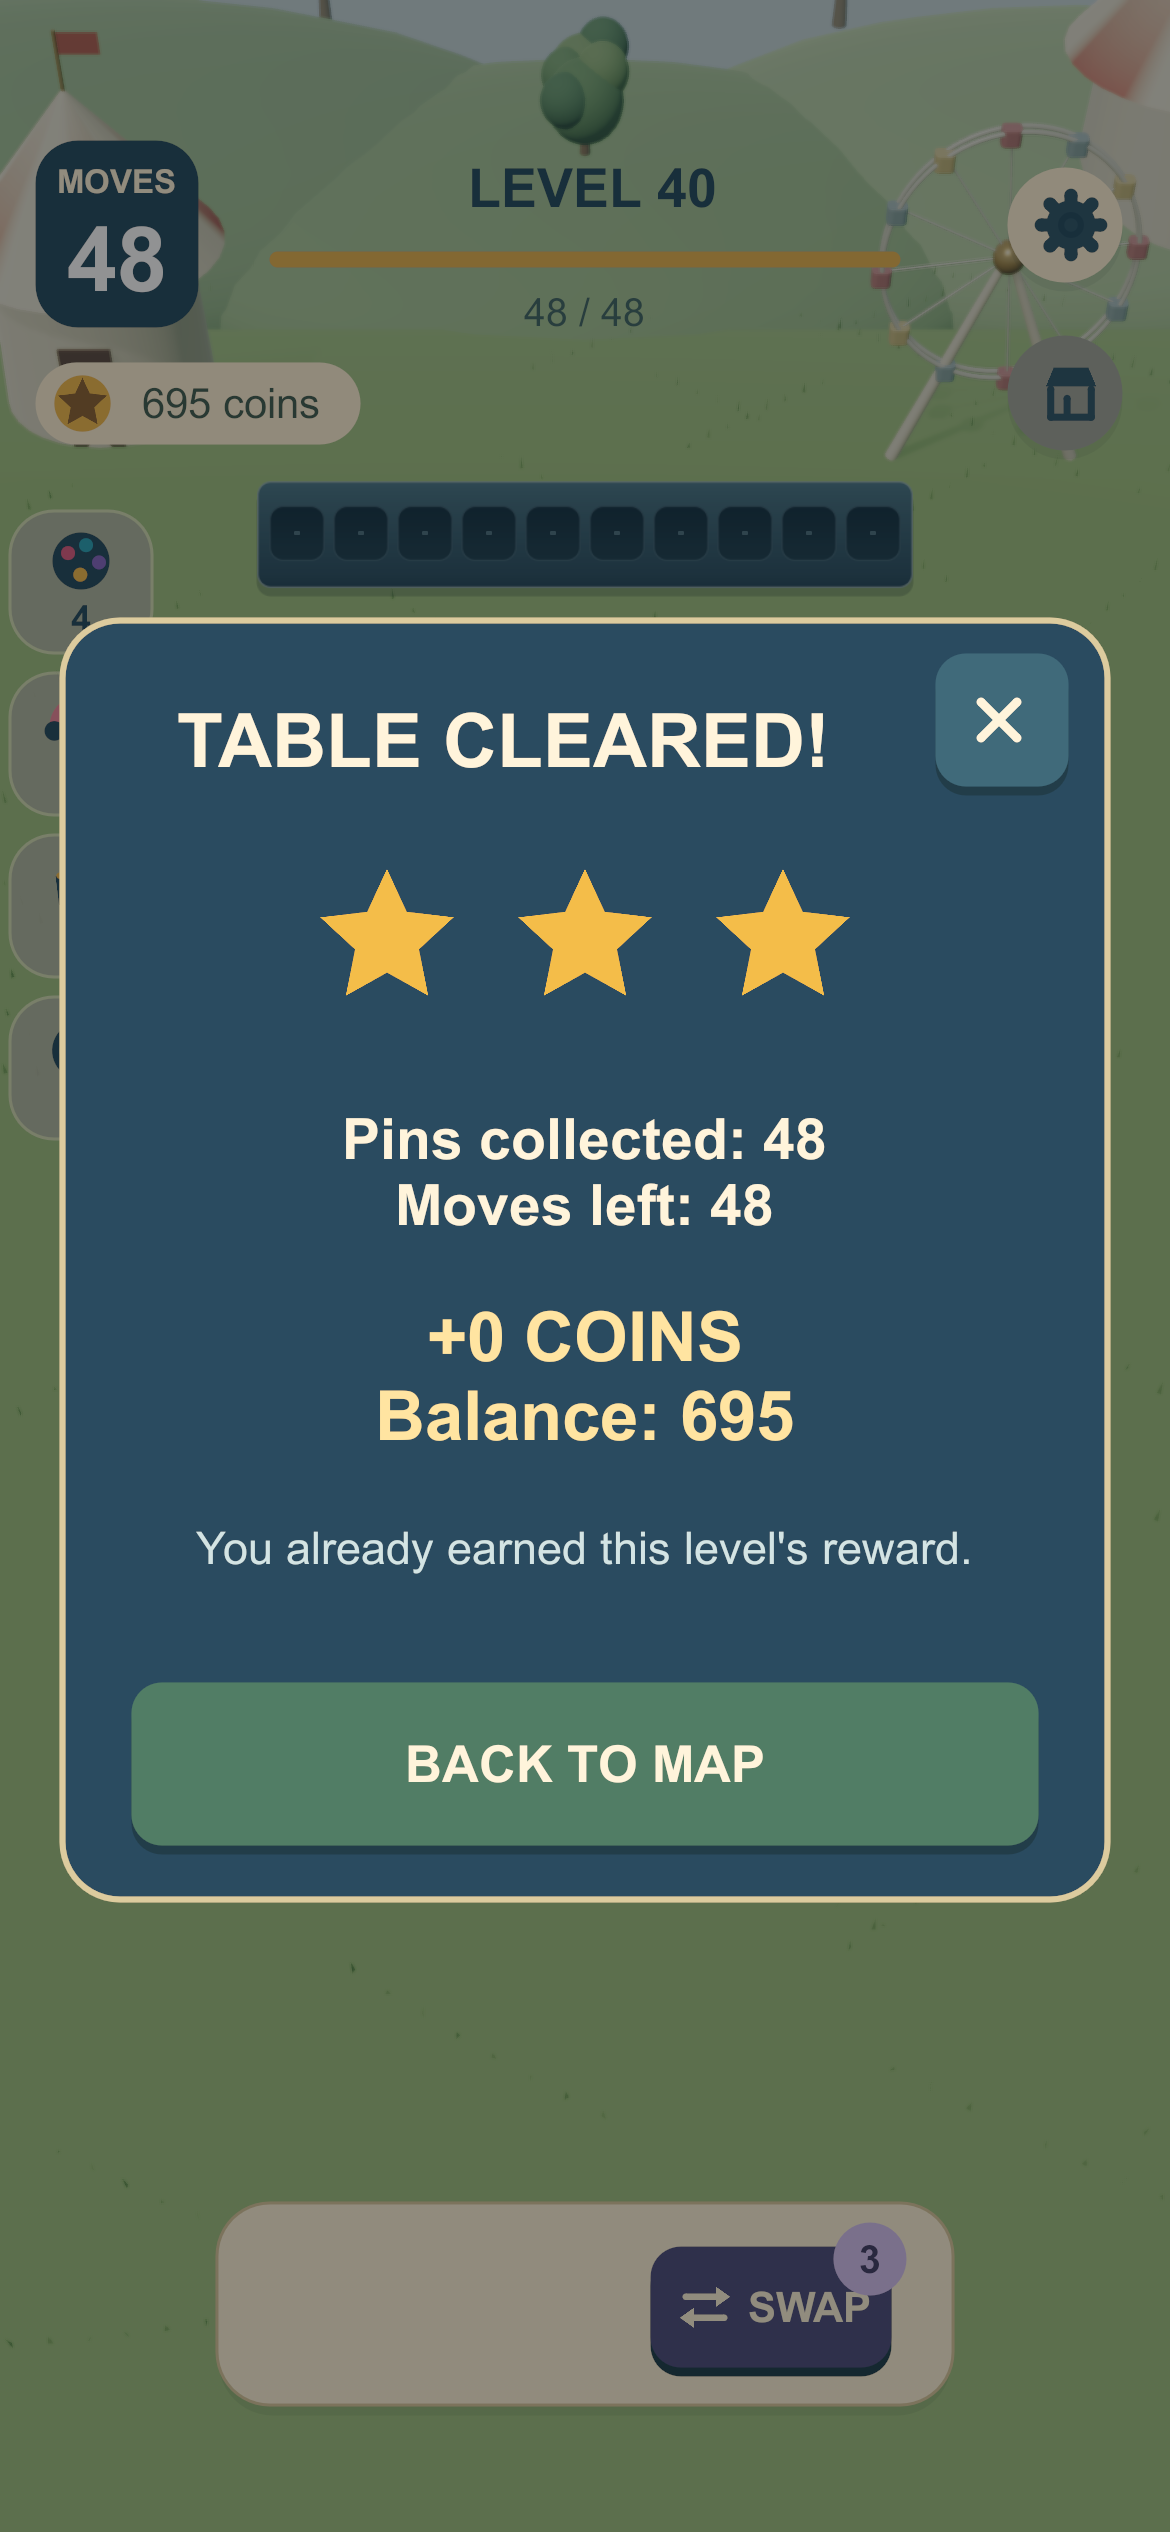 MOVES
48
LEVEL 40
48 / 48
695 coins
4
TABLE CLEARED!
Pins collected: 48
Moves left: 48
+0 COINS
Balance: 695
You already earned this level's reward.
BACK TO MAP
3
SWAP